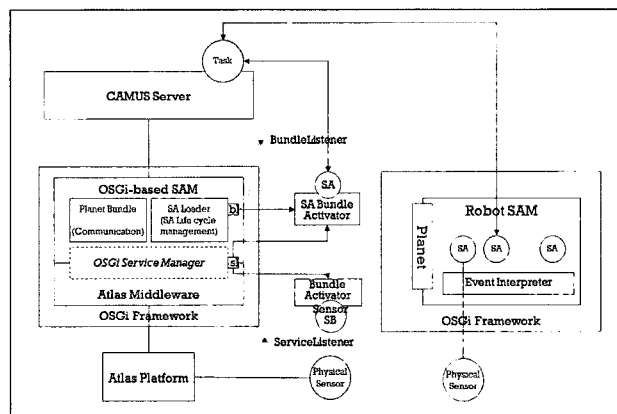 Task
CAMUS Server
BundleListener
OSGi-based SAM
Planet Bundle
(Communication)
SA Loader
(SA Life cycle
management)
b
SA
SA Bundle
Activator
OSGi Service Manager
s
Atlas Middleware
OSGi Framework
Bundle
Activator
Sensor
SB
ServiceListener
Atlas Platform
Physical
Sensor
Robot SAM
Planet
SA
SA
SA
Event Interpreter
OSGi Framework
Physical
Sensor